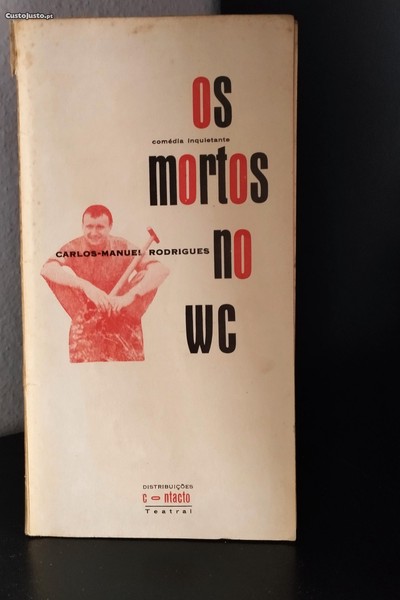 CustoJusto.pt
os
comédia inquietante
mortos
CARLOS-MANUEL RODRIGUES
no
WC
DISTRIBUIÇÕES
contacto
Teatral